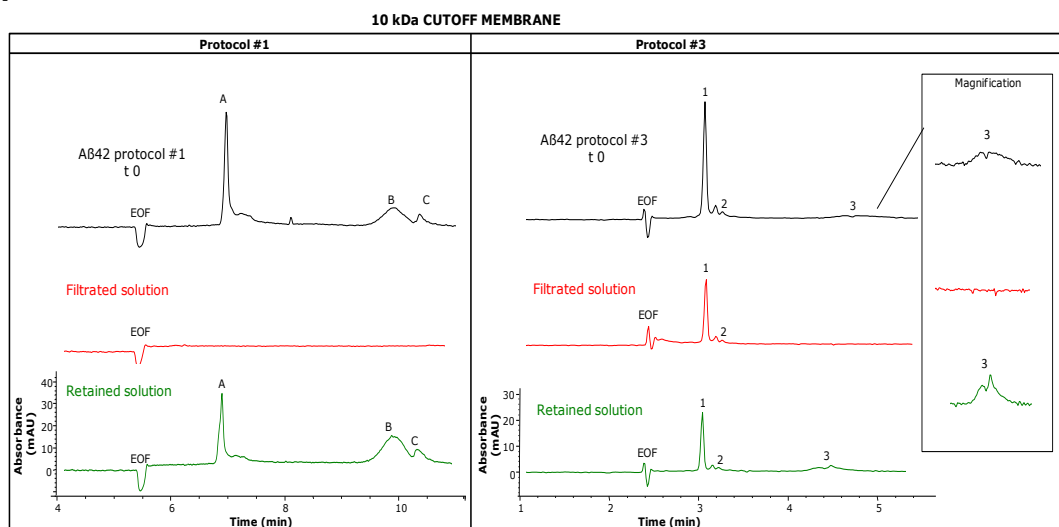 10 kDa CUTOFF MEMBRANE
Protocol #1
Protocol #3
A
Aß42 protocol #1
t 0
EOF
B
C
1
Aß42 protocol #3
t 0
EOF
2
3
Magnification
3
Filtrated solution
EOF
Filtrated solution
1
EOF
2
Retained solution
A
B
C
EOF
40
30
20
10
0
Absorbance
(mAU)
4
6
8
10
Time (min)
Retained solution
1
EOF
2
3
3
30
20
10
0
Absorbance
(mAU)
1
2
3
4
5
Time (min)